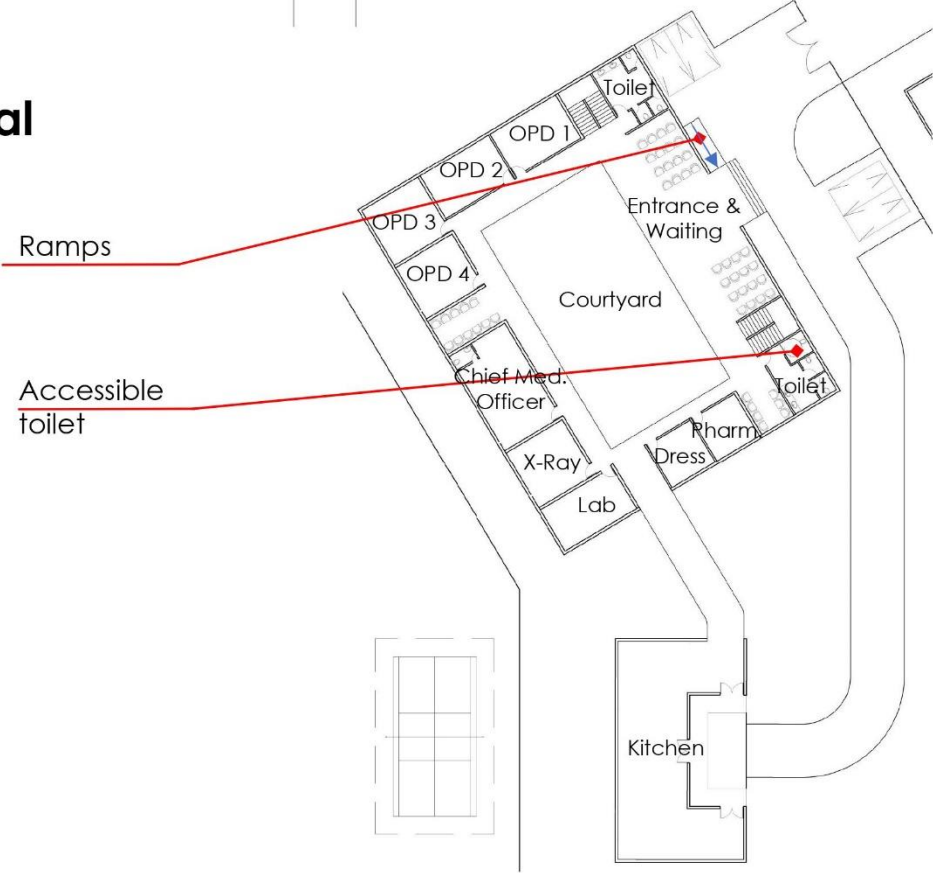 al
Toilet
OPD 1
OPD 2
OPD 3
Entrance &
Waiting
Ramps
OPD 4
Courtyard
Accessible
toilet
Chief Med.
Officer
Toilet
Pharm.
Dress
X-Ray
Lab
Kitchen